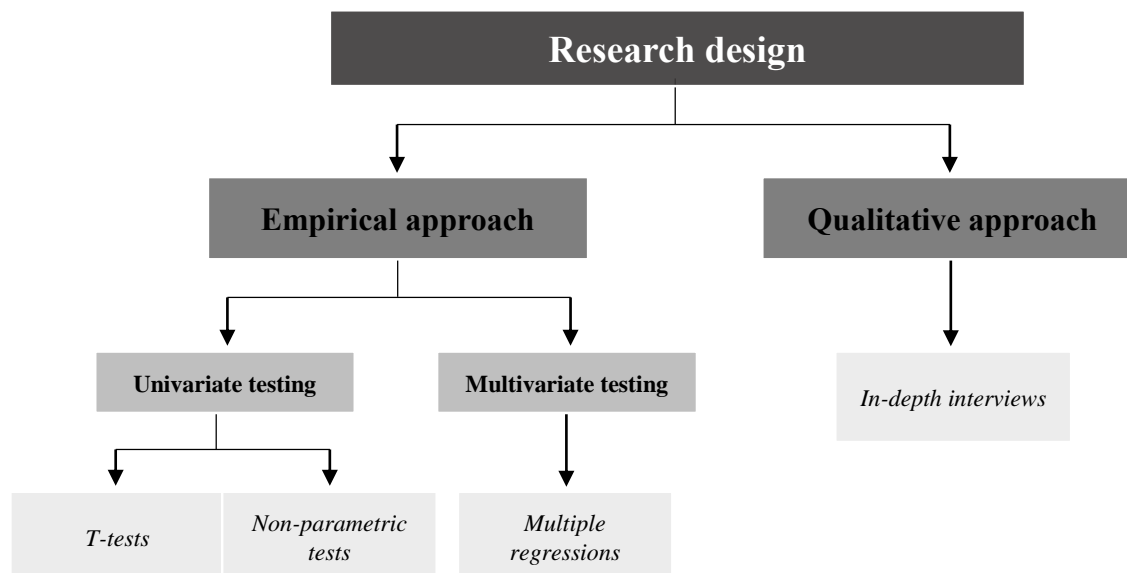 Research design
Empirical approach
Qualitative approach
Univariate testing
Multivariate testing
In-depth interviews
T-tests
Non-parametric
tests
Multiple
regressions